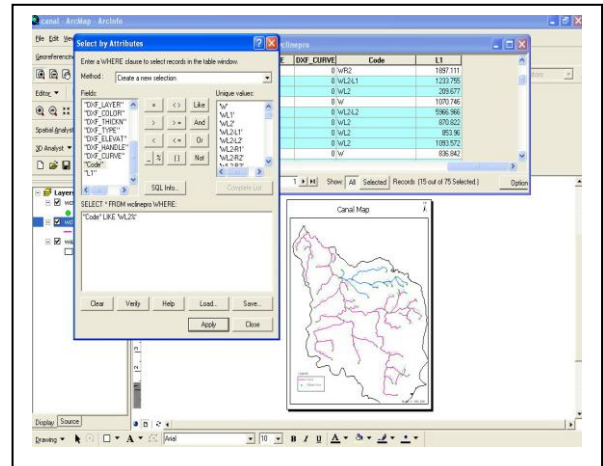 canal - ArcMap - ArcInfo
File Edit
Georeferencing
Editor
Spatial Analyst
3D Analyst
Layers
Select by Attributes
Enter a WHERE clause to select records in the table window.
Method : Create a new selection
Fields: Unique values:
"DXF_LAYER"
"DXF_COLOR"
"DXF_THICKN"
"DXF_TYPE"
"DXF_ELEVAT"
"DXF_HANDLE"
"DXF_CURVE"
"Code"
"L1"
= <> Like
> >= And
< <= Or
_ % () Not
'W'
'WL1'
'WL2'
'WL2-L1'
'WL2-L2'
'WL2-R1'
'WL2-R2'
SQL Info... Complete List
SELECT * FROM wclinepro WHERE:
"Code" LIKE 'WL2%'
Clear Verify Help Load... Save...
Apply Close
DXF_CURVE Code L1
0 WR2 1897.111
0 WL2-L1 1233.755
0 WL2 209.677
0 W 1070.746
0 WL2-L2 5966.966
0 WL2 870.822
0 WL2 853.96
0 WL2 1093.572
0 W 836.842
1 Show: All Selected Records (15 out of 75 Selected.) Option
Canal Map
Display Source
Drawing A Arial 10 B I U A